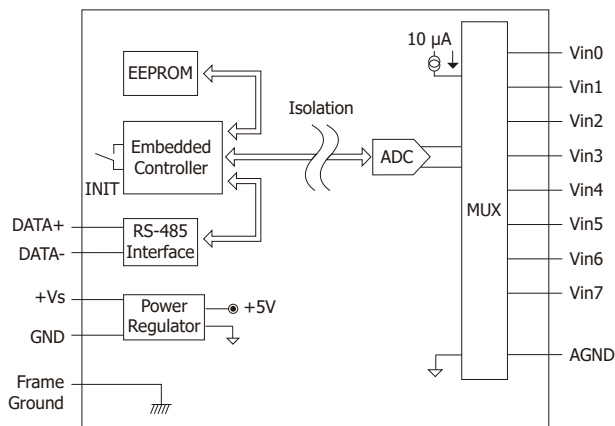 10 µA
EEPROM
Isolation
Embedded
Controller
INIT
ADC
MUX
Vin0
Vin1
Vin2
Vin3
Vin4
Vin5
Vin6
Vin7
AGND
DATA+
DATA-
RS-485
Interface
+Vs
GND
Power
Regulator
+5V
Frame
Ground